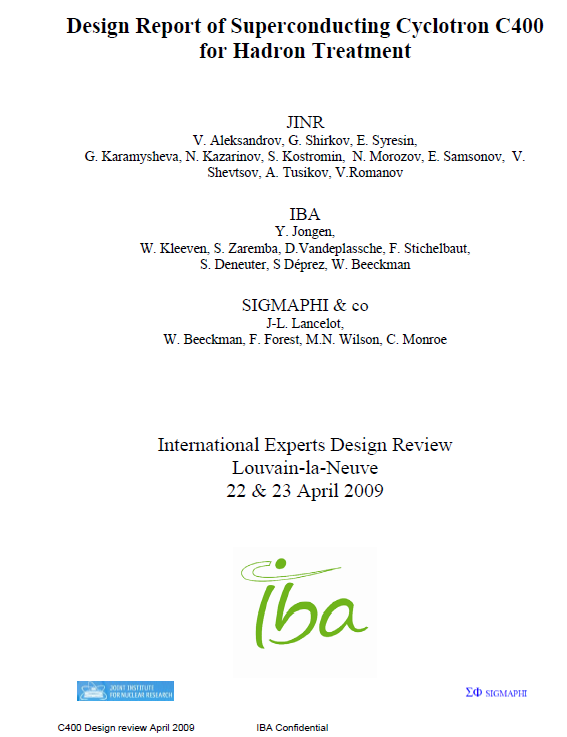 Design Report of Superconducting Cyclotron C400
for Hadron Treatment
JINR
V. Aleksandrov, G. Shirkov, E. Syresin,
G. Karamysheva, N. Kazarinov, S. Kostromin,  N. Morozov, E. Samsonov,  V.
Shevtsov, A. Tusikov, V.Romanov
IBA
Y. Jongen,
W. Kleeven, S. Zaremba, D.Vandeplassche, F. Stichelbaut,
S. Deneuter, S Déprez, W. Beeckman
SIGMAPHI & co
J-L. Lancelot,
W. Beeckman, F. Forest, M.N. Wilson, C. Monroe
International Experts Design Review
Louvain-la-Neuve
22 & 23 April 2009
iba
JOINT INSTITUTE
FOR NUCLEAR RESEARCH
ΣΦ SIGMAPHI
C400 Design review April 2009
IBA Confidential